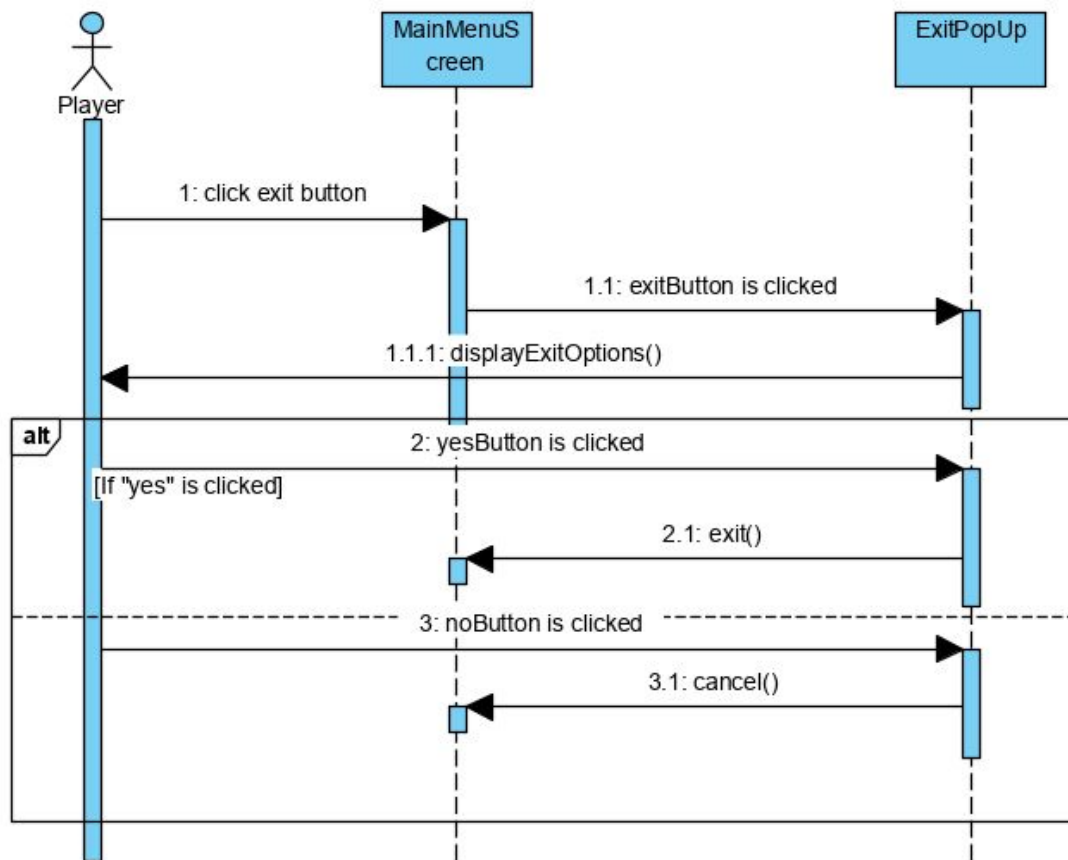 Player
MainMenuS
creen
ExitPopUp
1: click exit button
1.1: exitButton is clicked
1.1.1: displayExitOptions()
alt
2: yesButton is clicked
[If "yes" is clicked]
2.1: exit()
3: noButton is clicked
3.1: cancel()